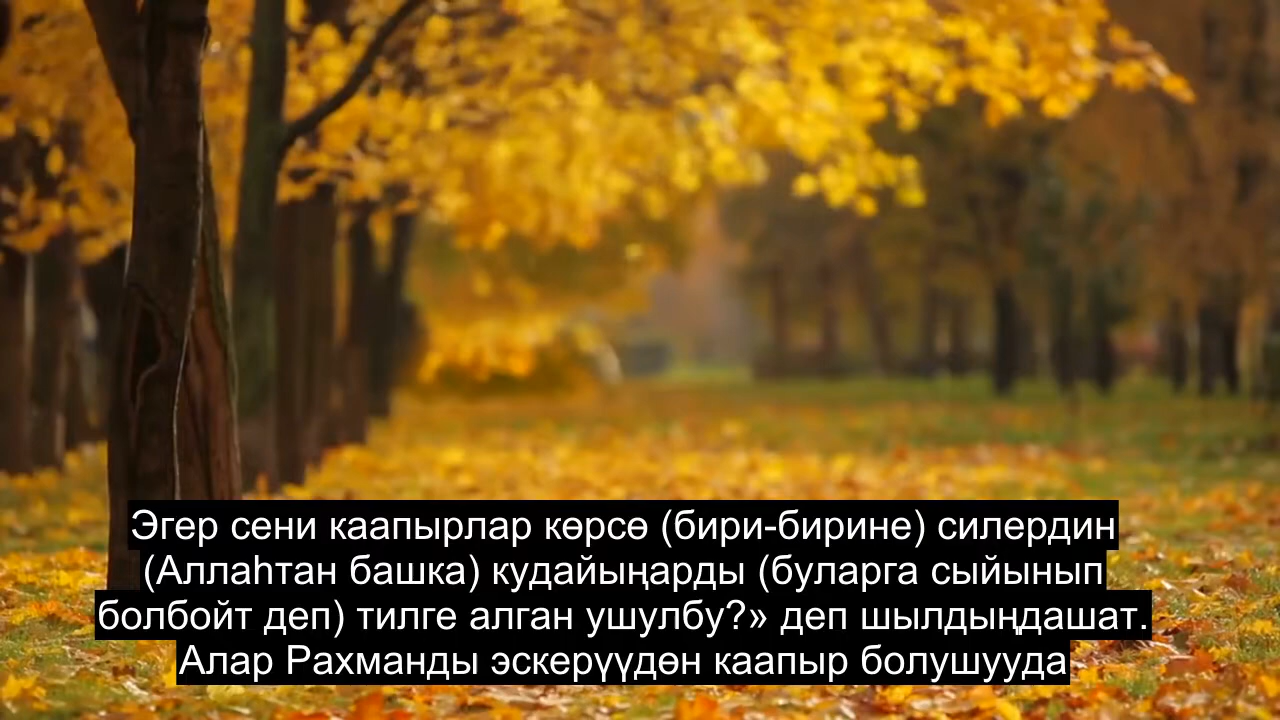 Эгер сени каапырлар көрсө (бири-бирине) силердин
(Аллаһтан башка) кудайыңарды (буларга сыйынып
болбойт деп) тилге алган ушулбу?» деп шылдыңдашат.
Алар Рахманды эскерүүдөн каапыр болушууда